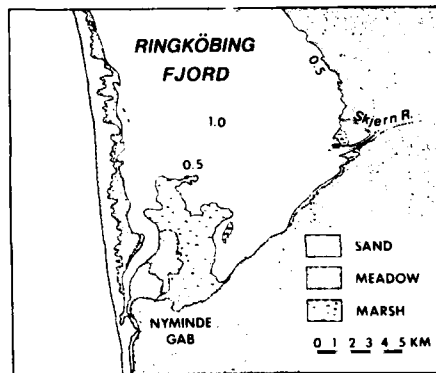 RINGKÖBING
FJORD
0.5
Skjern R.
1.0
0.5
SAND
MEADOW
MARSH
NYMINDE
GAB
0 1 2 3 4 5 KM